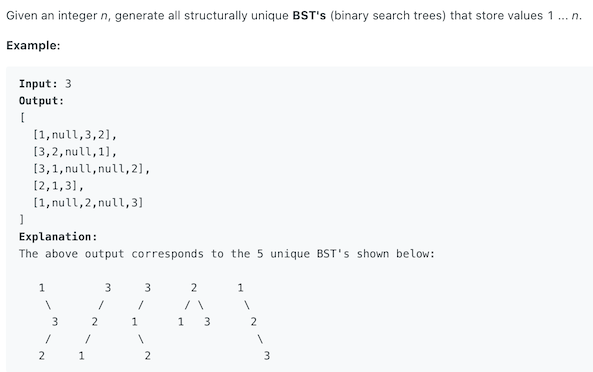 Given an integer n, generate all structurally unique BST's (binary search trees) that store values 1 ... n.
Example:
Input: 3
Output:
[
  [1,null,3,2],
  [3,2,null,1],
  [3,1,null,null,2],
  [2,1,3],
  [1,null,2,null,3]
]
Explanation:
The above output corresponds to the 5 unique BST's shown below:
   1         3     3      2      1
    \       /     /      / \      \
     3     2     1      1   3      2
    /     /       \                 \
   2     1         2                 3